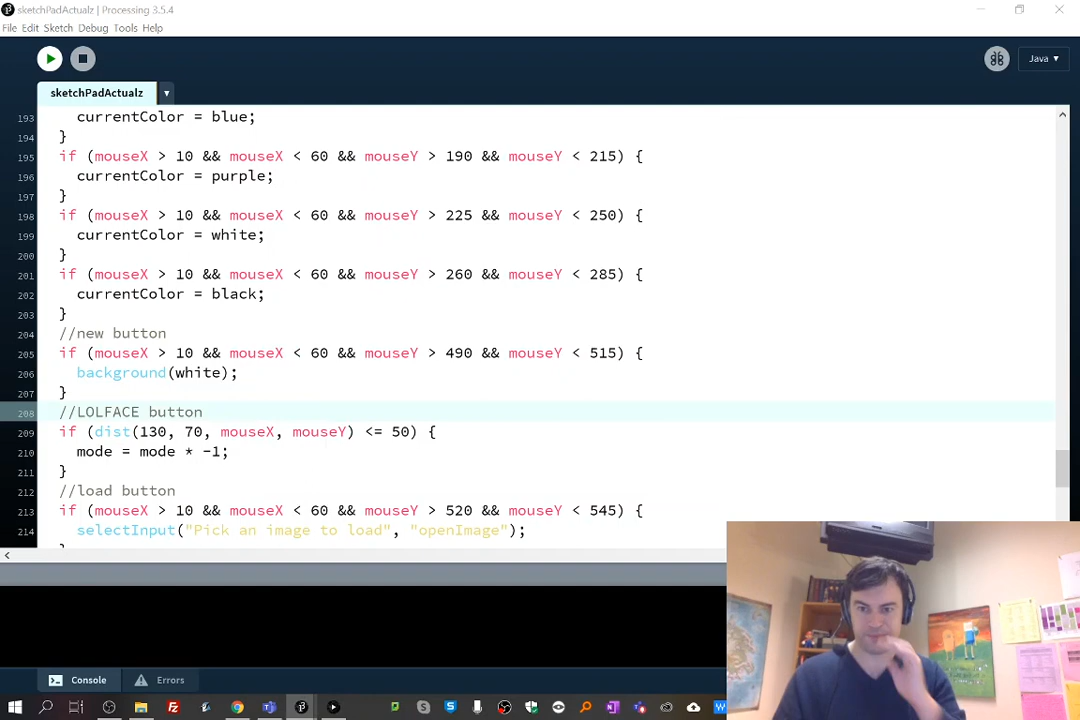 sketchPadActualz | Processing 3.5.4
File Edit Sketch Debug Tools Help
Java ▾
sketchPadActualz
193 currentColor = blue;
194 }
195 if (mouseX > 10 && mouseX < 60 && mouseY > 190 && mouseY < 215) {
196 currentColor = purple;
197 }
198 if (mouseX > 10 && mouseX < 60 && mouseY > 225 && mouseY < 250) {
199 currentColor = white;
200 }
201 if (mouseX > 10 && mouseX < 60 && mouseY > 260 && mouseY < 285) {
202 currentColor = black;
203 }
204 //new button
205 if (mouseX > 10 && mouseX < 60 && mouseY > 490 && mouseY < 515) {
206 background(white);
207 }
208 //LOLFACE button
209 if (dist(130, 70, mouseX, mouseY) <= 50) {
210 mode = mode * -1;
211 }
212 //load button
213 if (mouseX > 10 && mouseX < 60 && mouseY > 520 && mouseY < 545) {
214 selectInput("Pick an image to load", "openImage");
Console
Errors